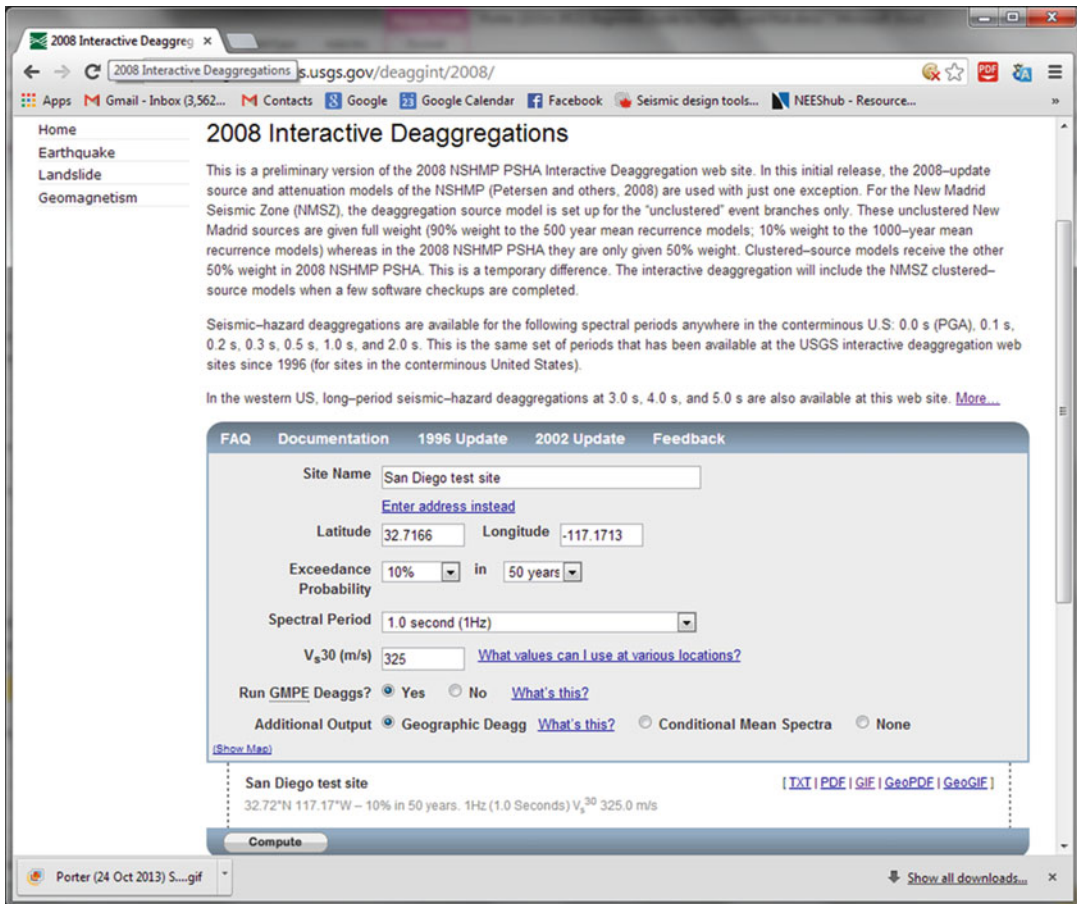 2008 Interactive Deaggreg ×
2008 Interactive Deaggregations
s.usgs.gov/deaggint/2008/
PDF
Apps Gmail - Inbox (3,562... Contacts Google Google Calendar Facebook Seismic design tools... NEEShub - Resource... »
Home
Earthquake
Landslide
Geomagnetism
2008 Interactive Deaggregations
This is a preliminary version of the 2008 NSHMP PSHA Interactive Deaggregation web site. In this initial release, the 2008–update
source and attenuation models of the NSHMP (Petersen and others, 2008) are used with just one exception. For the New Madrid
Seismic Zone (NMSZ), the deaggregation source model is set up for the "unclustered" event branches only. These unclustered New
Madrid sources are given full weight (90% weight to the 500 year mean recurrence models; 10% weight to the 1000–year mean
recurrence models) whereas in the 2008 NSHMP PSHA they are only given 50% weight. Clustered–source models receive the other
50% weight in 2008 NSHMP PSHA. This is a temporary difference. The interactive deaggregation will include the NMSZ clustered–
source models when a few software checkups are completed.
Seismic–hazard deaggregations are available for the following spectral periods anywhere in the conterminous U.S: 0.0 s (PGA), 0.1 s,
0.2 s, 0.3 s, 0.5 s, 1.0 s, and 2.0 s. This is the same set of periods that has been available at the USGS interactive deaggregation web
sites since 1996 (for sites in the conterminous United States).
In the western US, long–period seismic–hazard deaggregations at 3.0 s, 4.0 s, and 5.0 s are also available at this web site. More...
FAQ Documentation 1996 Update 2002 Update Feedback
Site Name San Diego test site
Enter address instead
Latitude 32.7166 Longitude -117.1713
Exceedance Probability 10% in 50 years
Spectral Period 1.0 second (1Hz)
Vs30 (m/s) 325 What values can I use at various locations?
Run GMPE Deaggs? Yes No What's this?
Additional Output Geographic Deagg What's this? Conditional Mean Spectra None
(Show Map)
San Diego test site [ TXT | PDF | GIF | GeoPDF | GeoGIF ]
32.72°N 117.17°W – 10% in 50 years. 1Hz (1.0 Seconds) Vs30 325.0 m/s
Compute
Porter (24 Oct 2013) S....gif Show all downloads... ×